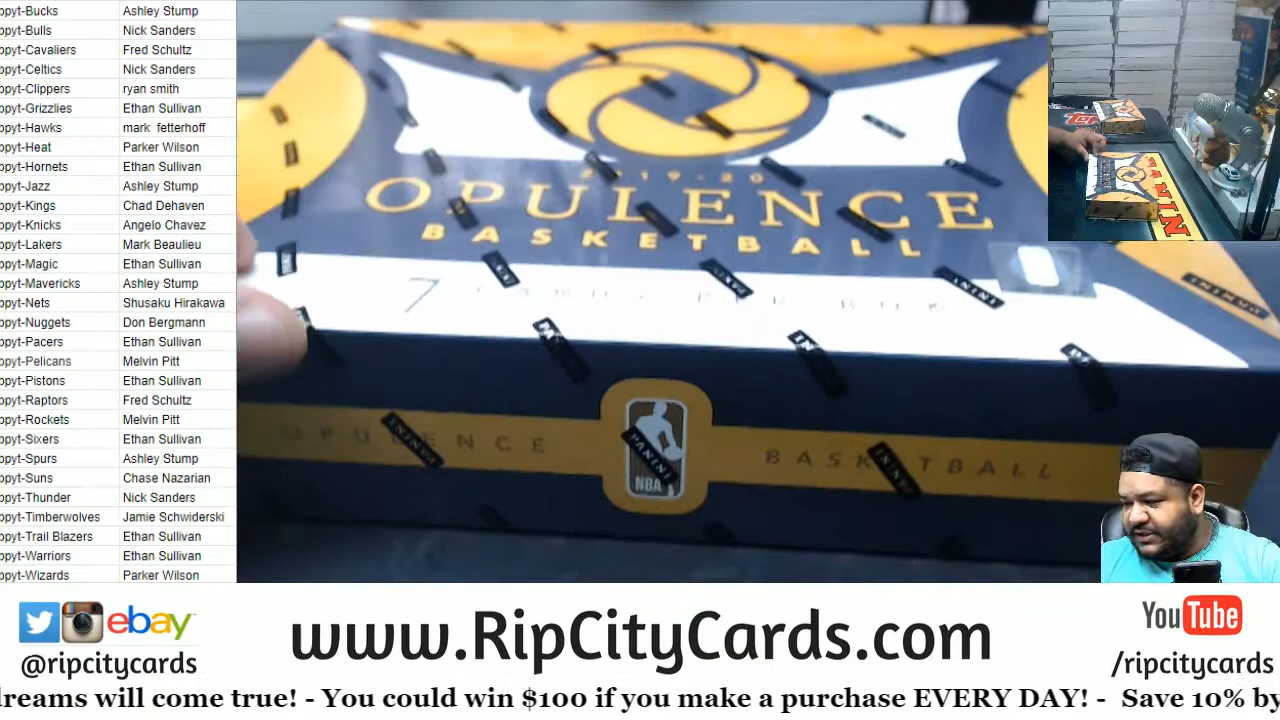 ppyt-Bucks Ashley Stump
ppyt-Bulls Nick Sanders
ppyt-Cavaliers Fred Schultz
ppyt-Celtics Nick Sanders
ppyt-Clippers ryan smith
ppyt-Grizzlies Ethan Sullivan
ppyt-Hawks mark fetterhoff
ppyt-Heat Parker Wilson
ppyt-Hornets Ethan Sullivan
ppyt-Jazz Ashley Stump
ppyt-Kings Chad Dehaven
ppyt-Knicks Angelo Chavez
ppyt-Lakers Mark Beaulieu
ppyt-Magic Ethan Sullivan
ppyt-Mavericks Ashley Stump
ppyt-Nets Shusaku Hirakawa
ppyt-Nuggets Don Bergmann
ppyt-Pacers Ethan Sullivan
ppyt-Pelicans Melvin Pitt
ppyt-Pistons Ethan Sullivan
ppyt-Raptors Fred Schultz
ppyt-Rockets Melvin Pitt
ppyt-Sixers Ethan Sullivan
ppyt-Spurs Ashley Stump
ppyt-Suns Chase Nazarian
ppyt-Thunder Nick Sanders
ppyt-Timberwolves Jamie Schwiderski
ppyt-Trail Blazers Ethan Sullivan
ppyt-Warriors Ethan Sullivan
ppyt-Wizards Parker Wilson
2019-20
OPULENCE
BASKETBALL
7 CARDS PER BOX
OPULENCE BASKETBALL
PANINI
NBA
ebay
www.RipCityCards.com
YouTube
@ripcitycards
/ripcitycards
dreams will come true! - You could win $100 if you make a purchase EVERY DAY! - Save 10% by